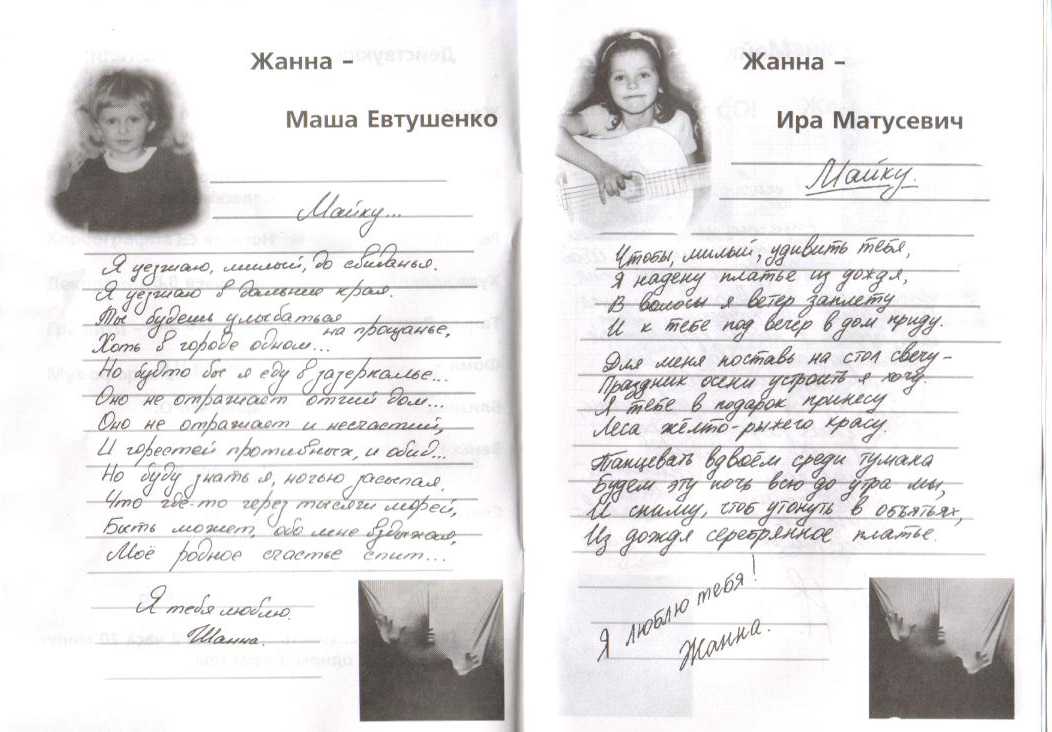 Жанна –
Маша Евтушенко
Майку...
Я уезжаю, милый, до свиданья.
Я уезжаю в дальние края.
Ты будешь улыбаться
на прощанье,
Хоть в городе одном...
Но будто бы я еду в зазеркалье...
Оно не отражает отчий дом...
Оно не отражает и несчастий,
И горестей противных, и обид...
Но буду знать я, ночью засыпая,
Что где-то через тысячи морей,
Быть может, обо мне вздыхая,
Моё родное счастье спит...
Я тебя люблю.
Жанна.
Жанна –
Ира Матусевич
Майку.
Чтобы, милый, удивить тебя,
Я надену платье из дождя,
В волосы я ветер заплету
И к тебе под вечер в дом приду.
Для меня поставь на стол свечу –
Праздник осени устроить я хочу.
Я тебе в подарок принесу
Леса жёлто-рыжего красу.
Танцевать вдвоём среди тумана
Будем эту ночь всю до утра мы,
И сниму, чтоб утонуть в объятьях,
Из дождя серебрянное платье.
Я люблю тебя!
Жанна.